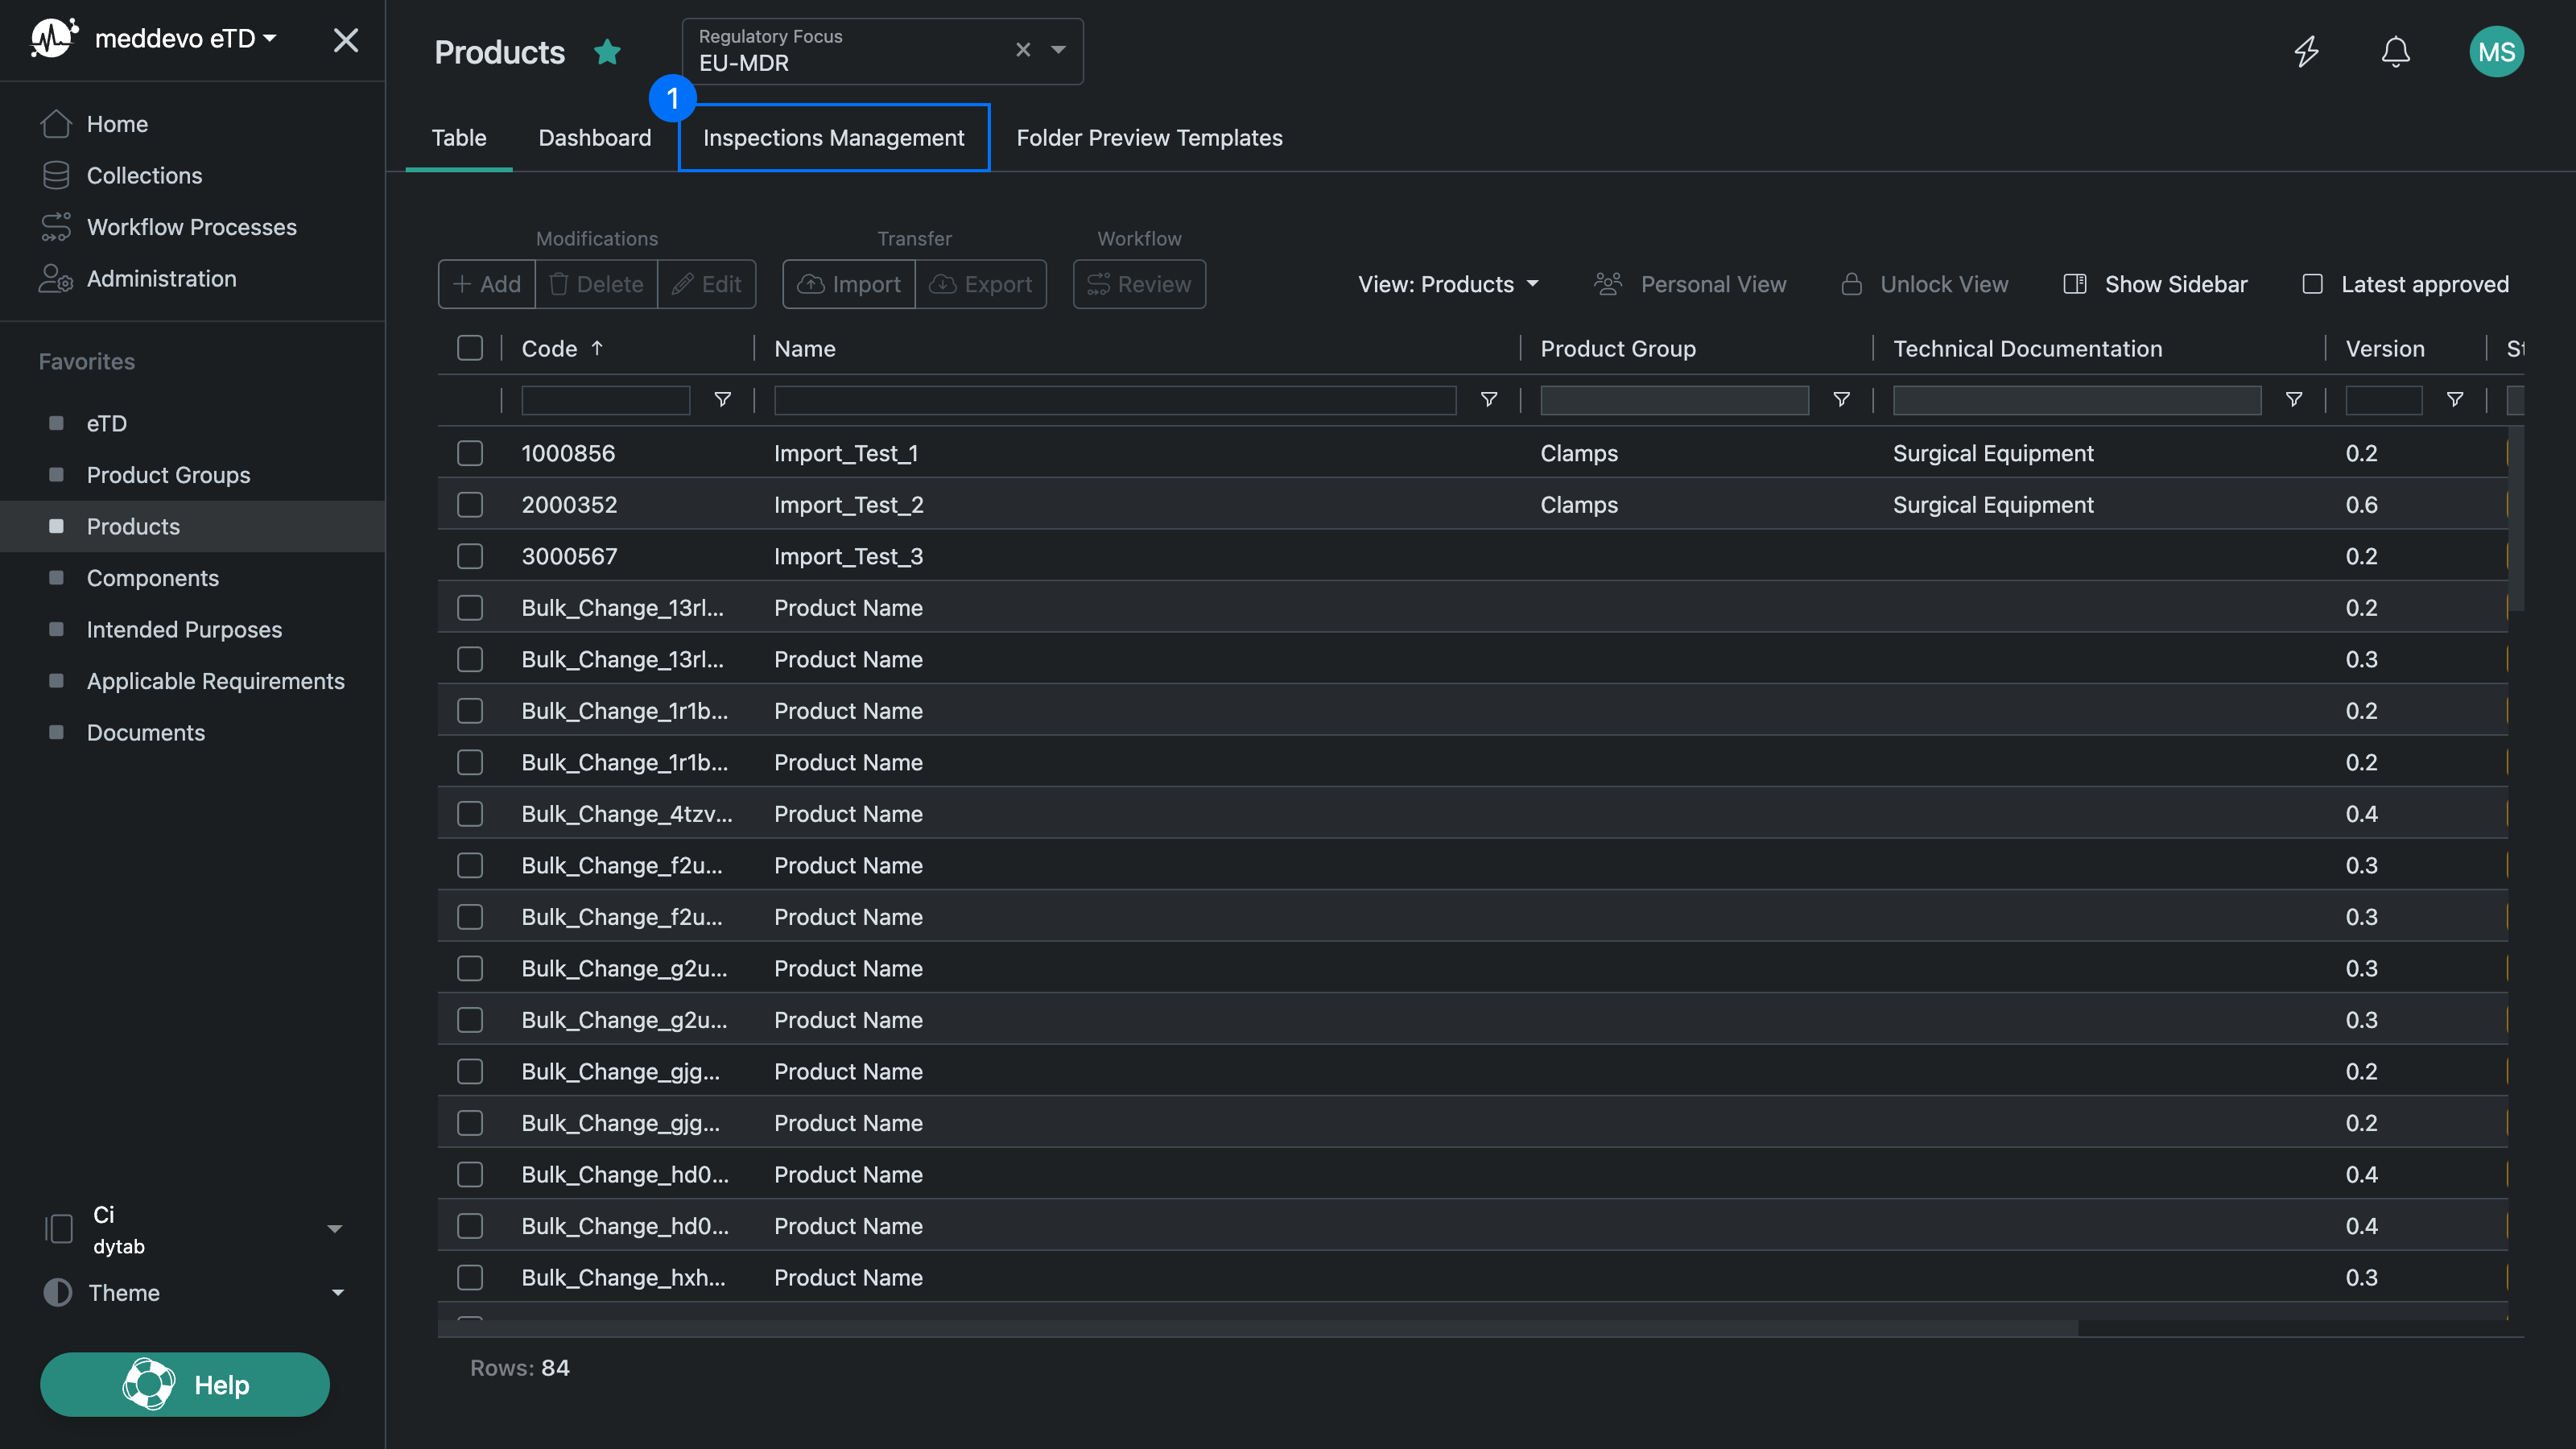 meddevo eTD
Home
Collections
Workflow Processes
Administration
Favorites
eTD
Product Groups
Products
Components
Intended Purposes
Applicable Requirements
Documents
Ci
dytab
Theme
Help
Products
Regulatory Focus
EU-MDR
MS
1
Table Dashboard Inspections Management Folder Preview Templates
Modifications Transfer Workflow
Add Delete Edit Import Export Review View: Products Personal View Unlock View Show Sidebar Latest approved
Code ↑ Name Product Group Technical Documentation Version
1000856 Import_Test_1 Clamps Surgical Equipment 0.2
2000352 Import_Test_2 Clamps Surgical Equipment 0.6
3000567 Import_Test_3 0.2
Bulk_Change_13rl... Product Name 0.2
Bulk_Change_13rl... Product Name 0.3
Bulk_Change_1r1b... Product Name 0.2
Bulk_Change_1r1b... Product Name 0.2
Bulk_Change_4tzv... Product Name 0.4
Bulk_Change_f2u... Product Name 0.3
Bulk_Change_f2u... Product Name 0.3
Bulk_Change_g2u... Product Name 0.3
Bulk_Change_g2u... Product Name 0.3
Bulk_Change_gjg... Product Name 0.2
Bulk_Change_gjg... Product Name 0.2
Bulk_Change_hd0... Product Name 0.4
Bulk_Change_hd0... Product Name 0.4
Bulk_Change_hxh... Product Name 0.3
Rows: 84